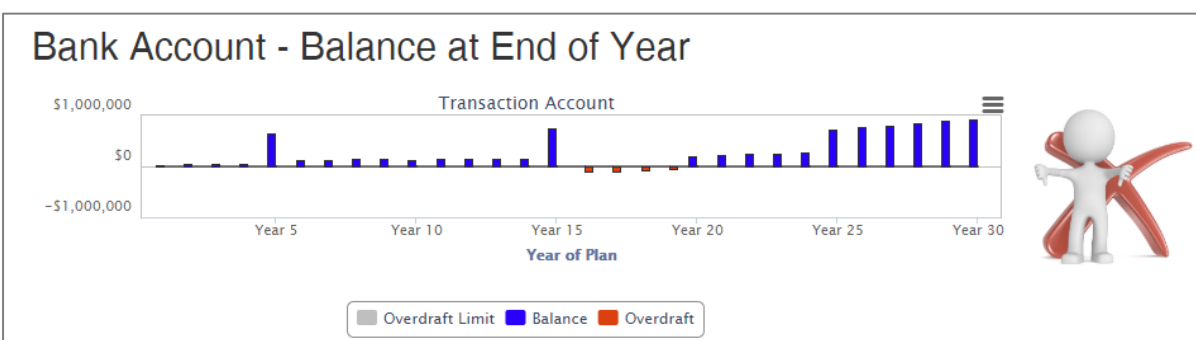 Bank Account - Balance at End of Year
Transaction Account
$1,000,000
$0
-$1,000,000
Year 5 Year 10 Year 15 Year 20 Year 25 Year 30
Year of Plan
Overdraft Limit Balance Overdraft